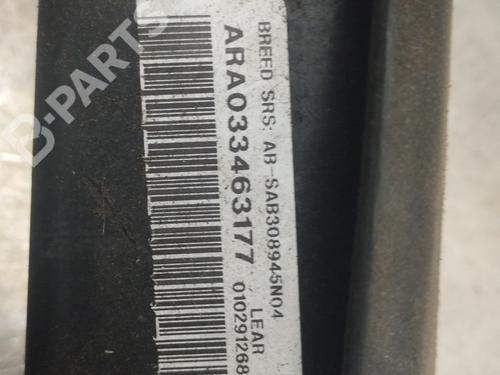 BREED SRS: AB-SAB308945N04
ARA033463177
LEAR
010291268
B-PARTS